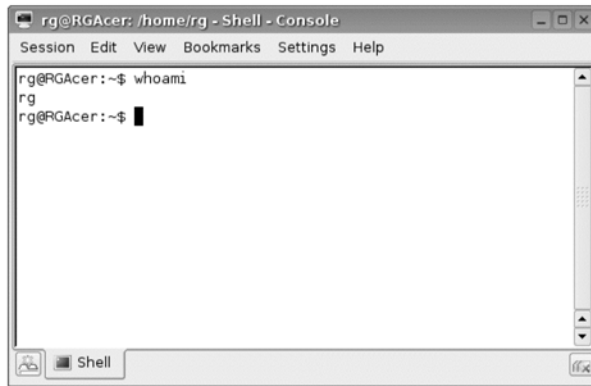 rg@RGAcer: /home/rg - Shell - Console
Session Edit View Bookmarks Settings Help
rg@RGAcer:~$ whoami
rg
rg@RGAcer:~$
Shell